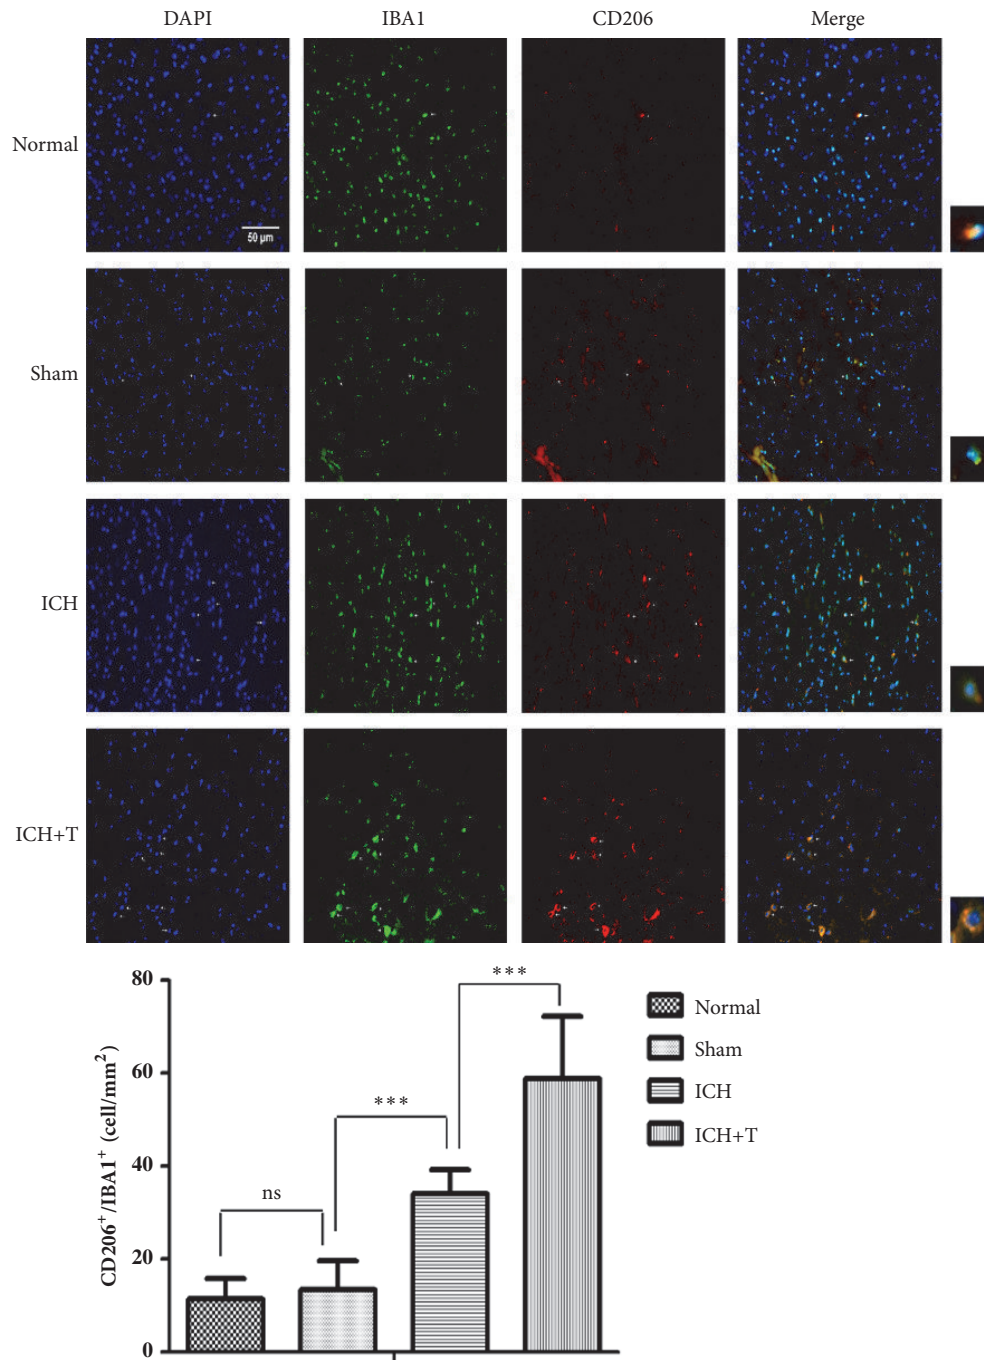 DAPI IBA1 CD206 Merge
Normal
50 µm
Sham
ICH
ICH+T
80
60
40
20
0
CD206⁺/IBA1⁺ (cell/mm²)
ns
***
***
Normal
Sham
ICH
ICH+T